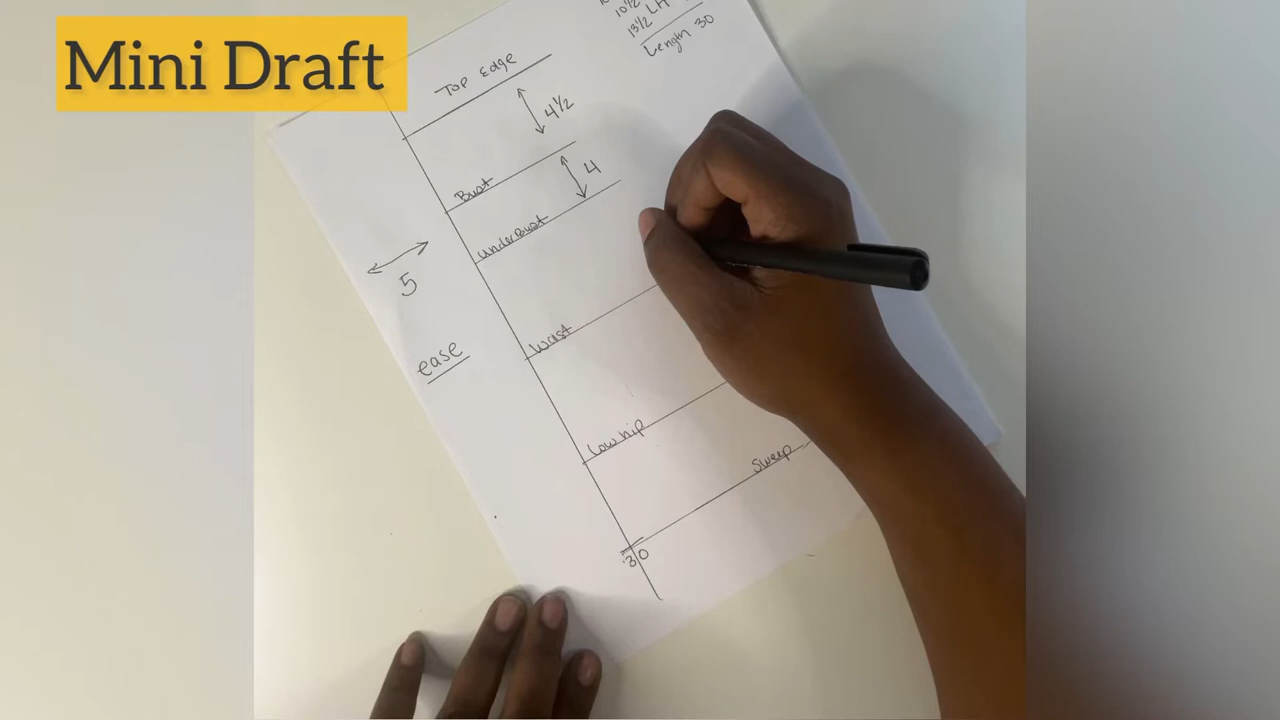 Mini Draft
10½
13½ LH
Length 30
Top Edge
4½
Bust
4
underBust
5
ease
Waist
Low hip
Sweep
30